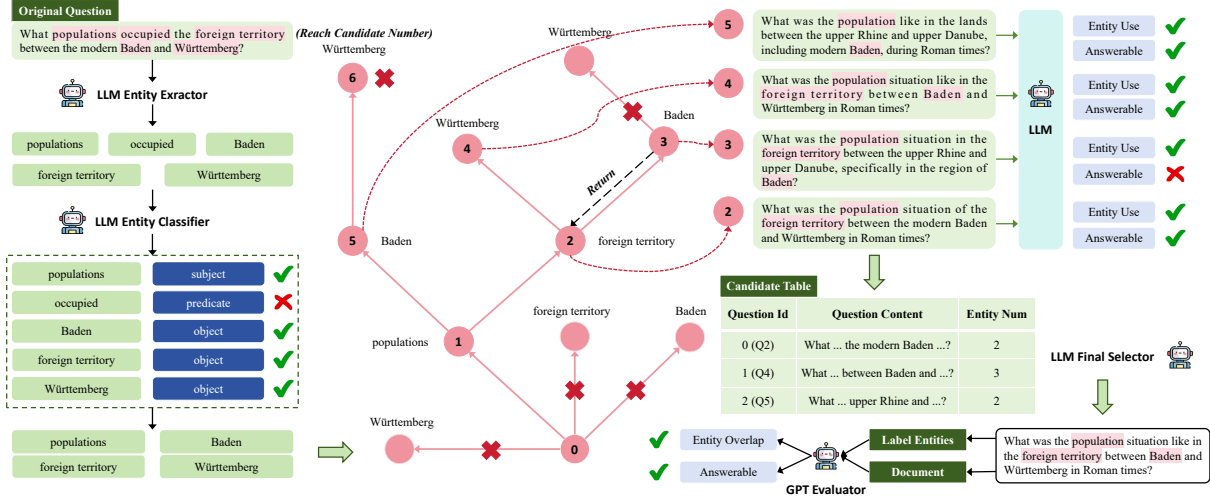 Original Question
What populations occupied the foreign territory
between the modern Baden and Württemberg?
LLM Entity Exractor
populations
occupied
Baden
foreign territory
Württemberg
LLM Entity Classifier
populations
subject
occupied
predicate
Baden
object
foreign territory
object
Württemberg
object
populations
Baden
foreign territory
Württemberg
(Reach Candidate Number)
Württemberg
6
Württemberg
Württemberg
4
Baden
3
Return
5
Baden
2
foreign territory
populations
1
foreign territory
Baden
Württemberg
0
5
What was the population like in the lands
between the upper Rhine and upper Danube,
including modern Baden, during Roman times?
4
What was the population situation like in the
foreign territory between Baden and
Württemberg in Roman times?
3
What was the population situation in the
foreign territory between the upper Rhine and
upper Danube, specifically in the region of
Baden?
2
What was the population situation of the
foreign territory between the modern Baden
and Württemberg in Roman times?
LLM
Entity Use
Answerable
Entity Use
Answerable
Entity Use
Answerable
Entity Use
Answerable
Candidate Table
Question Id
Question Content
Entity Num
0 (Q2)
What ... the modern Baden ...?
2
1 (Q4)
What ... between Baden and ...?
3
2 (Q5)
What ... upper Rhine and ...?
2
LLM Final Selector
What was the population situation like in
the foreign territory between Baden and
Württemberg in Roman times?
Label Entities
Document
GPT Evaluator
Entity Overlap
Answerable